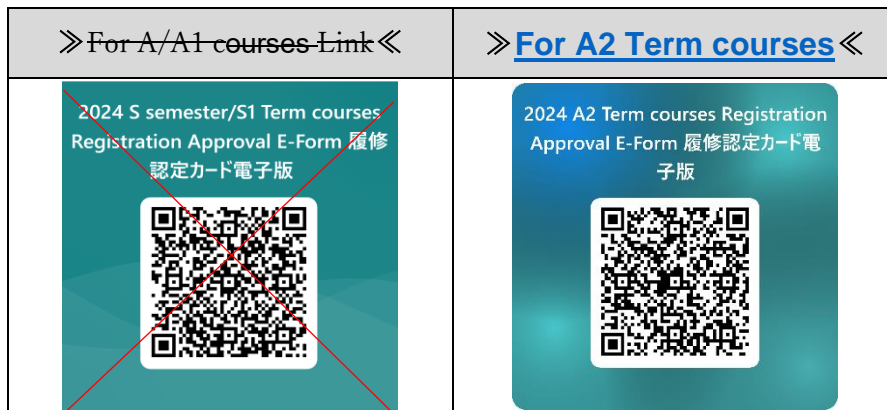 ≫For A/A1 courses Link≪
≫For A2 Term courses≪
2024 S semester/S1 Term courses
Registration Approval E-Form 履修
認定カード電子版
2024 A2 Term courses Registration
Approval E-Form 履修認定カード電
子版